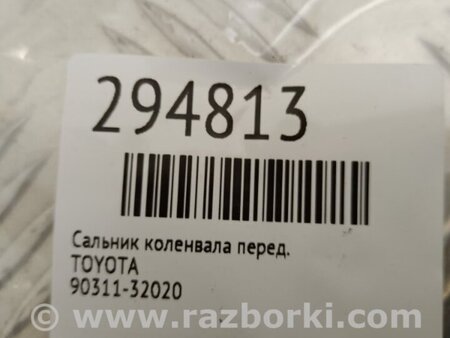 294813
Сальник коленвала перед.
TOYOTA
90311-32020
www.razborki.com